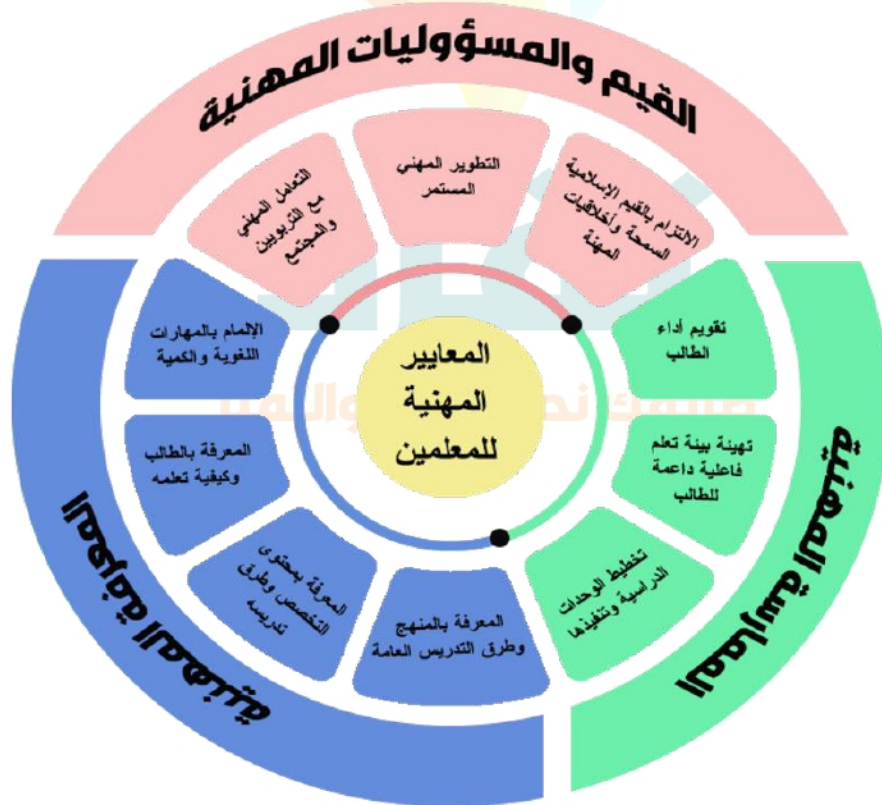 القيم والمسؤوليات المهنية
الالتزام بالقيم الإسلامية
السمحة وأخلاقيات
المهنة
التطوير المهني
المستمر
التعامل المهني
مع التربويين
والمجتمع
الممارسة المهنية
تقويم أداء
الطالب
تهيئة بيئة تعلم
فاعلية داعمة
للطالب
تخطيط الوحدات
الدراسية وتنفيذها
المعرفة المهنية
الإلمام بالمهارات
اللغوية والكمية
المعرفة بالطالب
وكيفية تعلمه
المعرفة بمحتوى
التخصص وطرق
تدريسه
المعرفة بالمنهج
وطرق التدريس العامة
المعايير
المهنية
للمعلمين